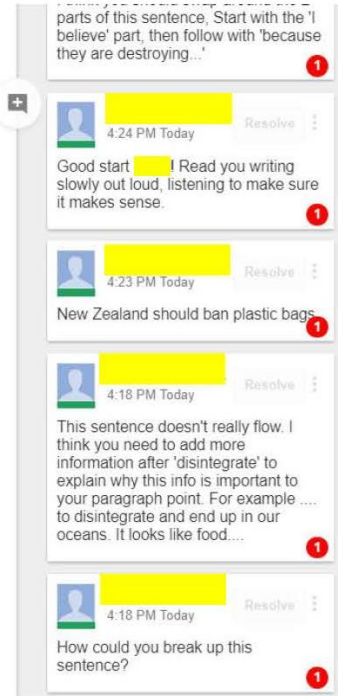 parts of this sentence, Start with the 'I
believe' part, then follow with 'because
they are destroying...'
1
4:24 PM Today
Resolve
Good start ! Read you writing
slowly out loud, listening to make sure
it makes sense.
1
4:23 PM Today
Resolve
New Zealand should ban plastic bags
1
4:18 PM Today
Resolve
This sentence doesn't really flow. I
think you need to add more
information after 'disintegrate' to
explain why this info is important to
your paragraph point. For example ....
to disintegrate and end up in our
oceans. It looks like food....
1
4:18 PM Today
Resolve
How could you break up this
sentence?
1